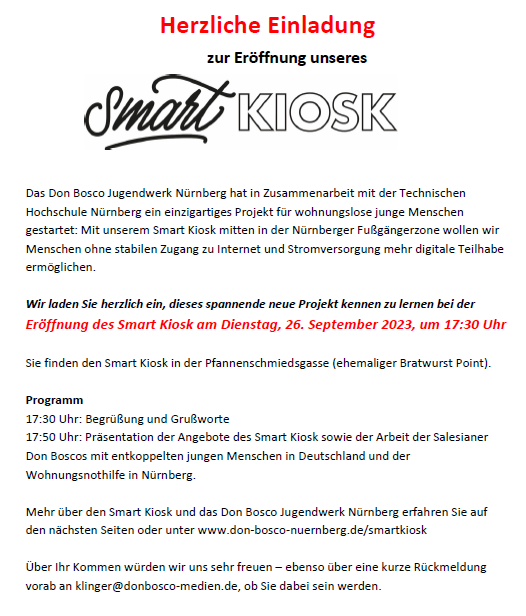 Herzliche Einladung
zur Eröffnung unseres
Smart KIOSK
Das Don Bosco Jugendwerk Nürnberg hat in Zusammenarbeit mit der Technischen
Hochschule Nürnberg ein einzigartiges Projekt für wohnungslose junge Menschen
gestartet: Mit unserem Smart Kiosk mitten in der Nürnberger Fußgängerzone wollen wir
Menschen ohne stabilen Zugang zu Internet und Stromversorgung mehr digitale Teilhabe
ermöglichen.
Wir laden Sie herzlich ein, dieses spannende neue Projekt kennen zu lernen bei der
Eröffnung des Smart Kiosk am Dienstag, 26. September 2023, um 17:30 Uhr
Sie finden den Smart Kiosk in der Pfannenschmiedsgasse (ehemaliger Bratwurst Point).
Programm
17:30 Uhr: Begrüßung und Grußworte
17:50 Uhr: Präsentation der Angebote des Smart Kiosk sowie der Arbeit der Salesianer
Don Boscos mit entkoppelten jungen Menschen in Deutschland und der
Wohnungsnothilfe in Nürnberg.
Mehr über den Smart Kiosk und das Don Bosco Jugendwerk Nürnberg erfahren Sie auf
den nächsten Seiten oder unter www.don-bosco-nuernberg.de/smartkiosk
Über Ihr Kommen würden wir uns sehr freuen – ebenso über eine kurze Rückmeldung
vorab an klinger@donbosco-medien.de, ob Sie dabei sein werden.